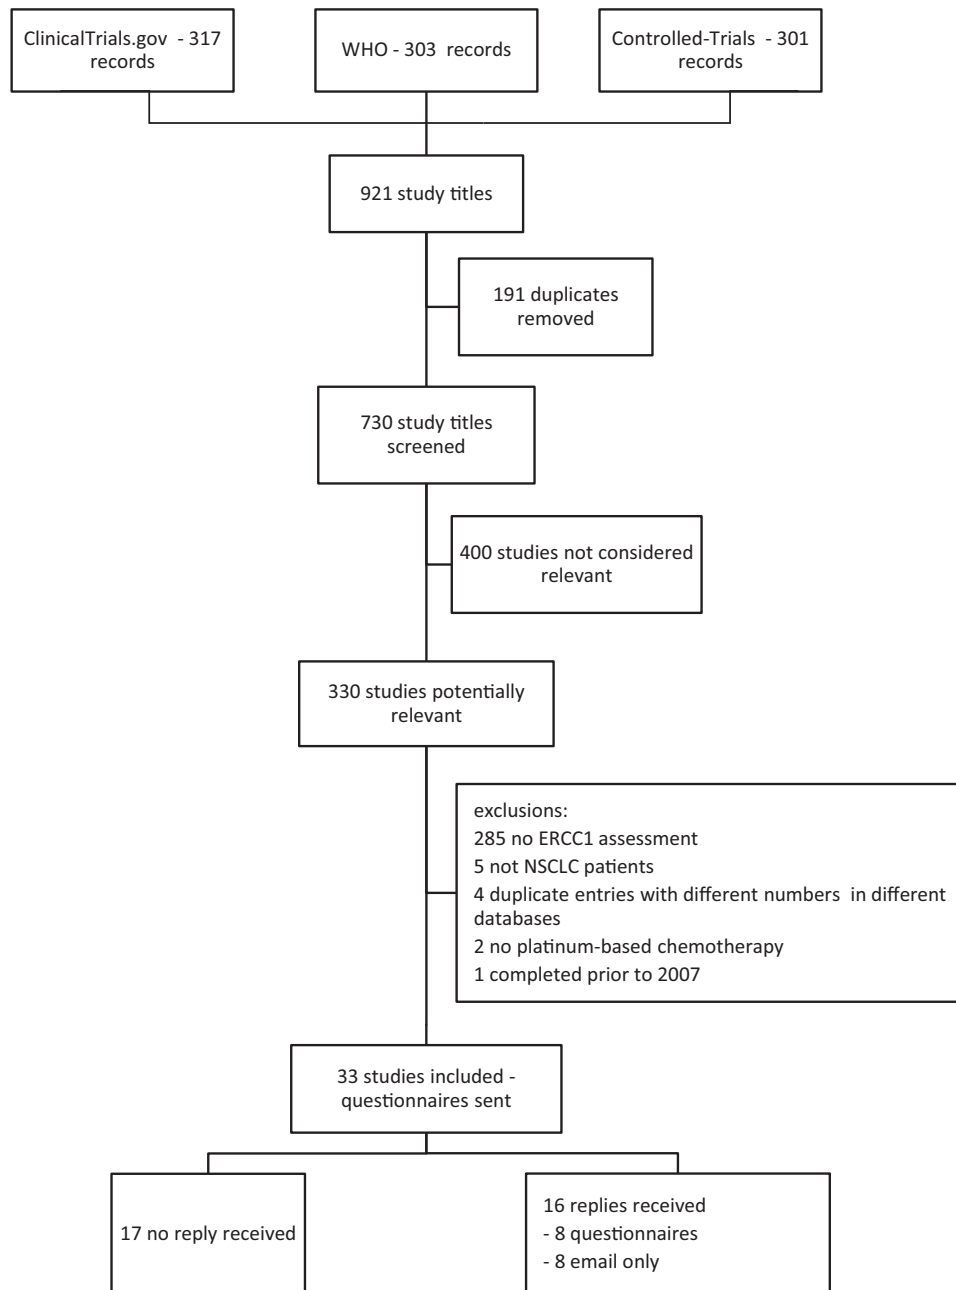 ClinicalTrials.gov - 317
records
WHO - 303 records
Controlled-Trials - 301
records
921 study titles
191 duplicates
removed
730 study titles
screened
400 studies not considered
relevant
330 studies potentially
relevant
exclusions:
285 no ERCC1 assessment
5 not NSCLC patients
4 duplicate entries with different numbers in different
databases
2 no platinum-based chemotherapy
1 completed prior to 2007
33 studies included -
questionnaires sent
17 no reply received
16 replies received
- 8 questionnaires
- 8 email only